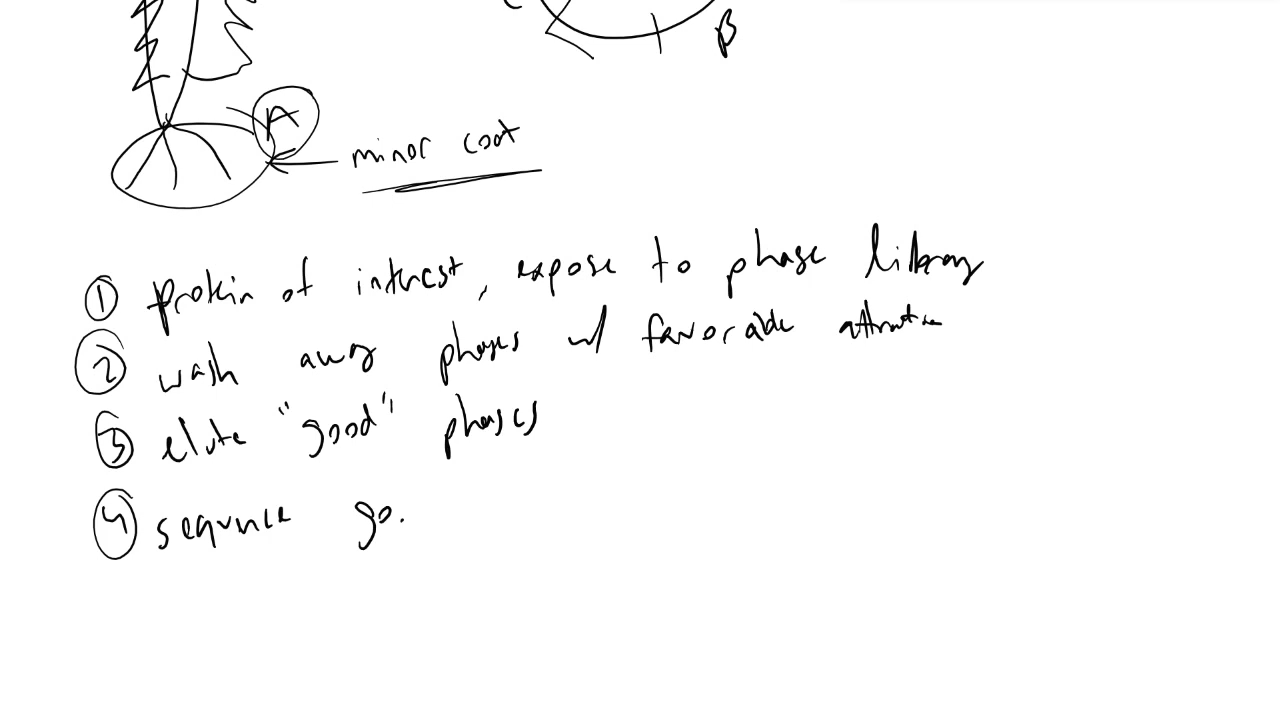 B
A
minor coat
① protein of interest, expose to phage library
② wash away phages w/ favorable attraction
③ elute "good" phages
④ sequence go.